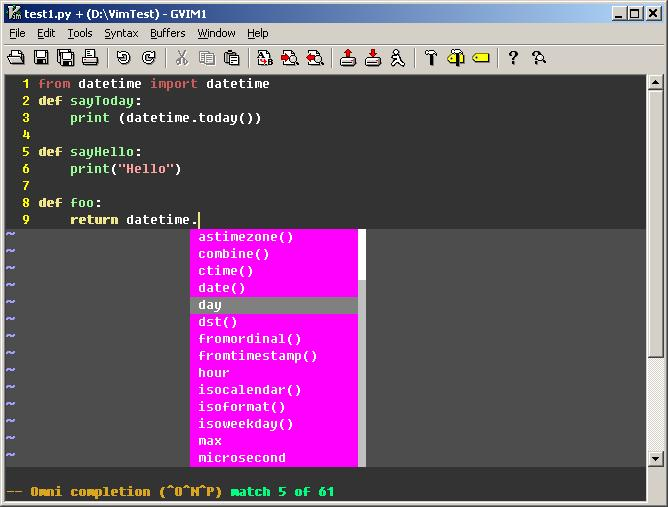 test1.py + (D:\VimTest) - GVIM1
File Edit Tools Syntax Buffers Window Help
1 from datetime import datetime
2 def sayToday:
3     print (datetime.today())
4
5 def sayHello:
6     print("Hello")
7
8 def foo:
9     return datetime.
~ astimezone()
~ combine()
~ ctime()
~ date()
~ day
~ dst()
~ fromordinal()
~ fromtimestamp()
~ hour
~ isocalendar()
~ isoformat()
~ isoweekday()
~ max
~ microsecond
-- Omni completion (^O^N^P) match 5 of 61